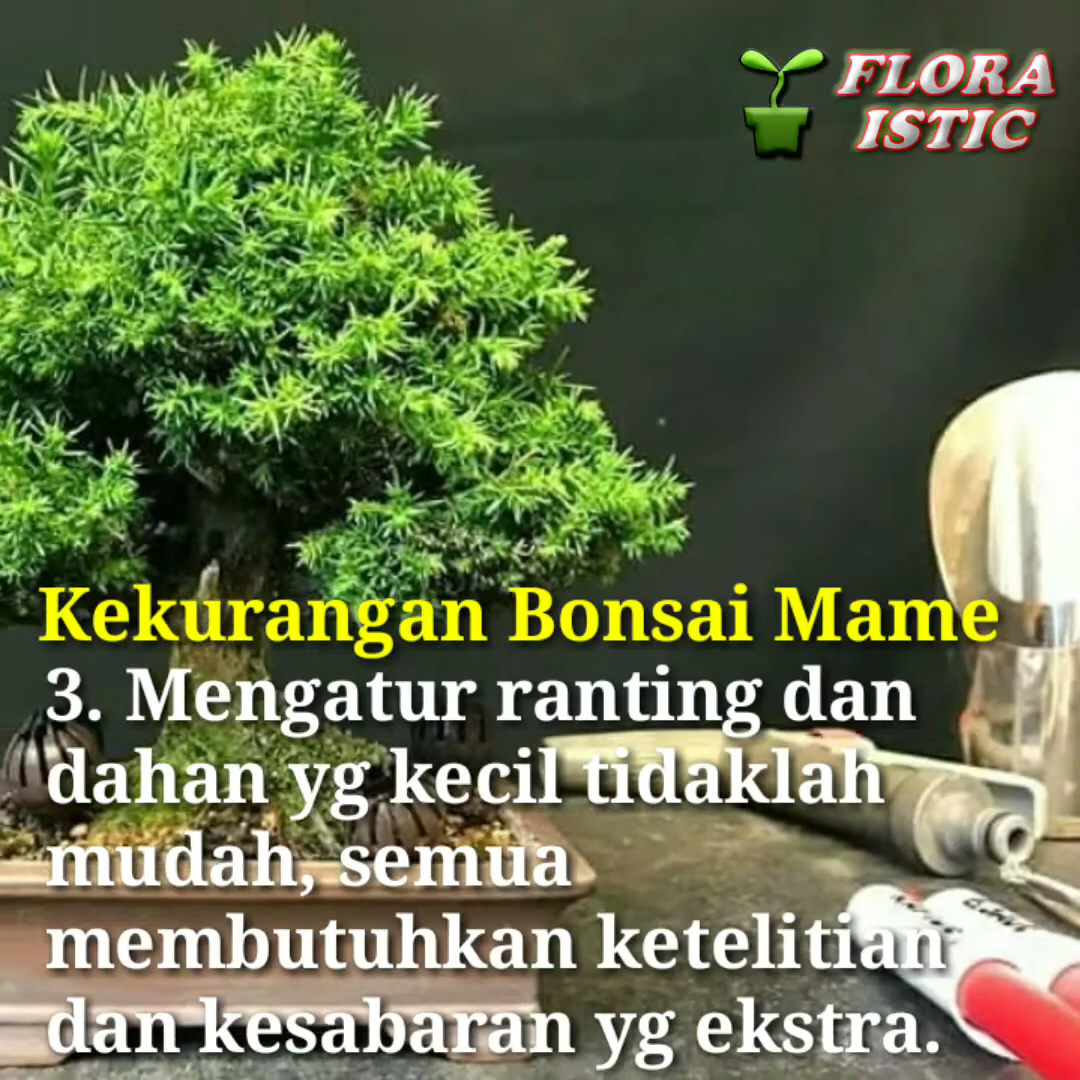 FLORA
ISTIC
Kekurangan Bonsai Mame
3. Mengatur ranting dan
dahan yg kecil tidaklah
mudah, semua
membutuhkan ketelitian
dan kesabaran yg ekstra.